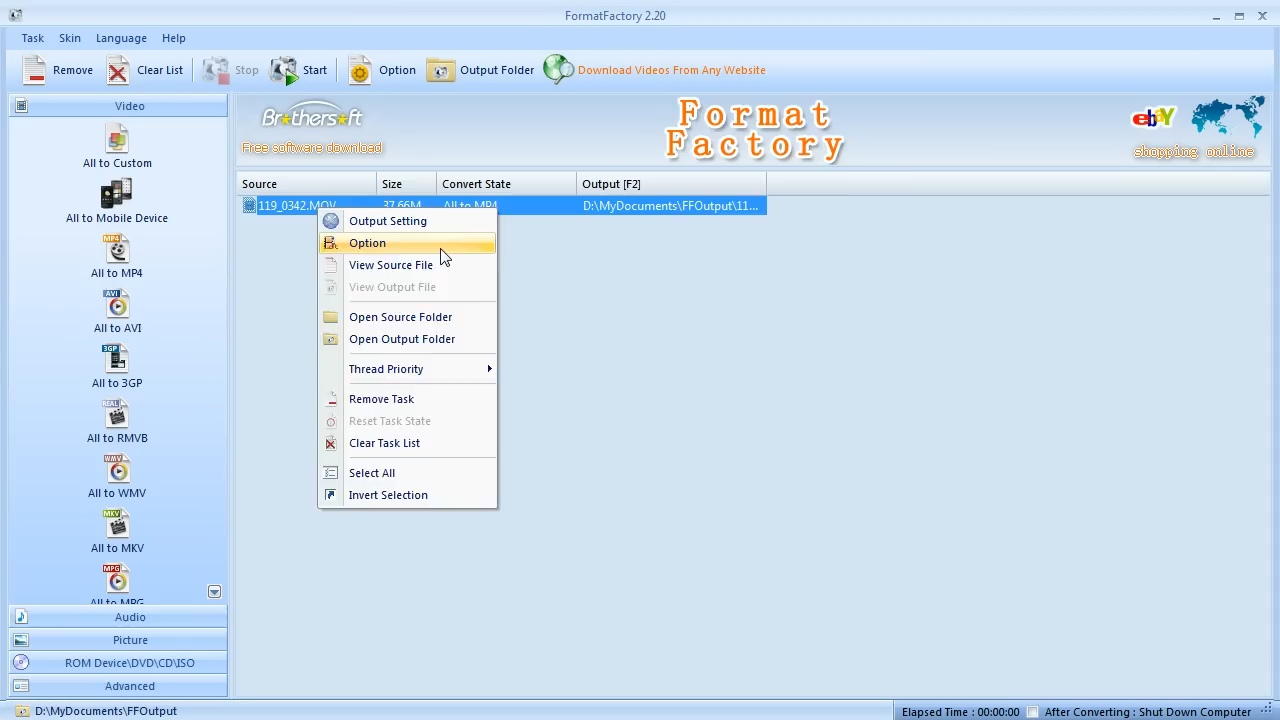 FormatFactory 2.20
Task Skin Language Help
Remove Clear List Stop Start Option Output Folder Download Videos From Any Website
Video
Brothersoft
Free software download
Format
Factory
ebaY
shopping online
Source Size Convert State Output [F2]
119_0342.MOV 37.66M All to MP4 D:\MyDocuments\FFOutput\11...
All to Custom
All to Mobile Device
All to MP4
AVI
All to AVI
3GP
All to 3GP
REAL
All to RMVB
WMV
All to WMV
MKV
All to MKV
MPG
All to MPG
Output Setting
Option
View Source File
View Output File
Open Source Folder
Open Output Folder
Thread Priority
Remove Task
Reset Task State
Clear Task List
Select All
Invert Selection
Audio
Picture
ROM Device\DVD\CD\ISO
Advanced
D:\MyDocuments\FFOutput
Elapsed Time : 00:00:00 After Converting : Shut Down Computer